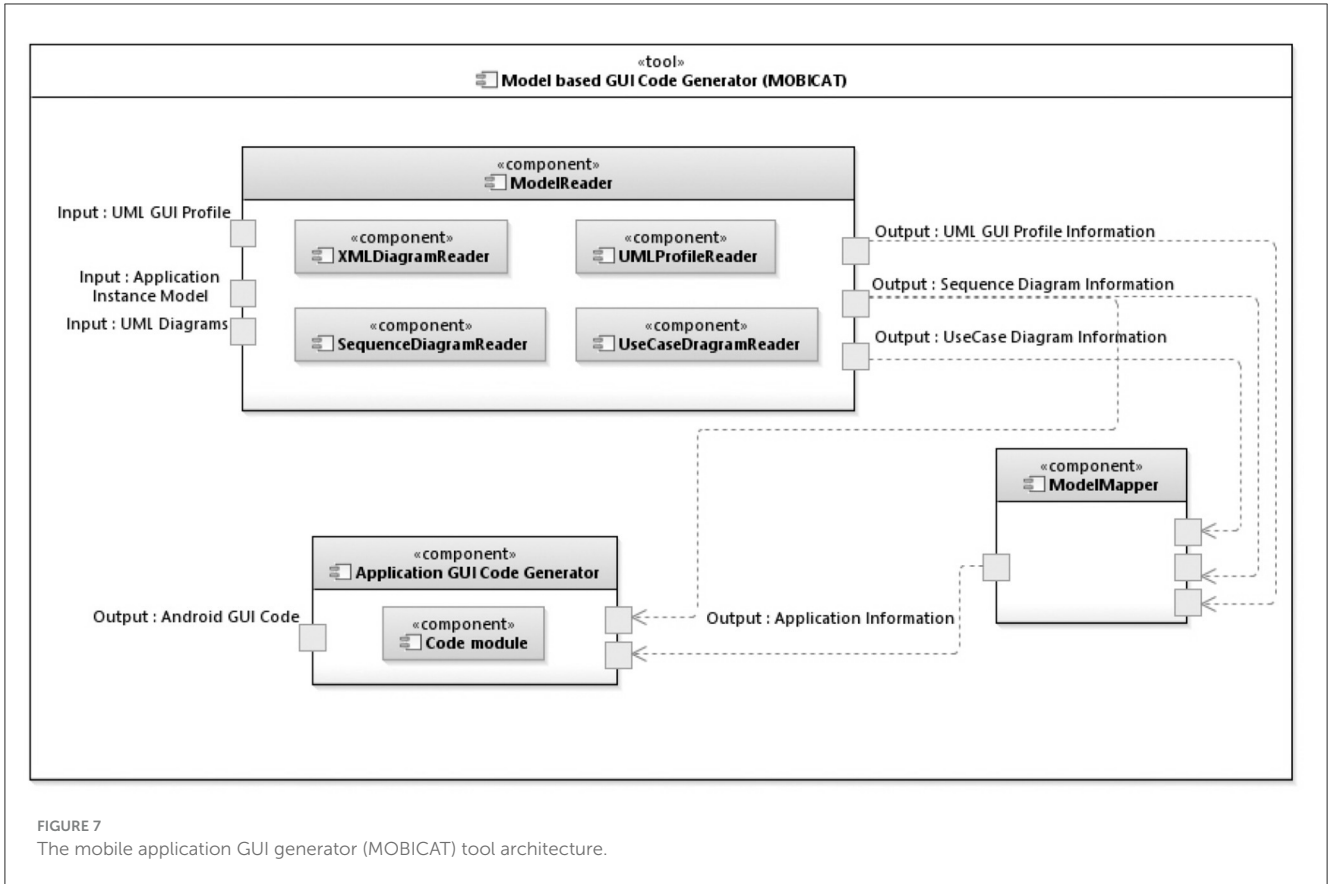 «tool»
Model based GUI Code Generator (MOBICAT)
«component»
ModelReader
Input : UML GUI Profile
Input : Application
Instance Model
Input : UML Diagrams
«component»
XMLDiagramReader
«component»
UMLProfileReader
«component»
SequenceDiagramReader
«component»
UseCaseDragramReader
Output : UML GUI Profile Information
Output : Sequence Diagram Information
Output : UseCase Diagram Information
«component»
ModelMapper
«component»
Application GUI Code Generator
Output : Android GUI Code
«component»
Code module
Output : Application Information
FIGURE 7
The mobile application GUI generator (MOBICAT) tool architecture.